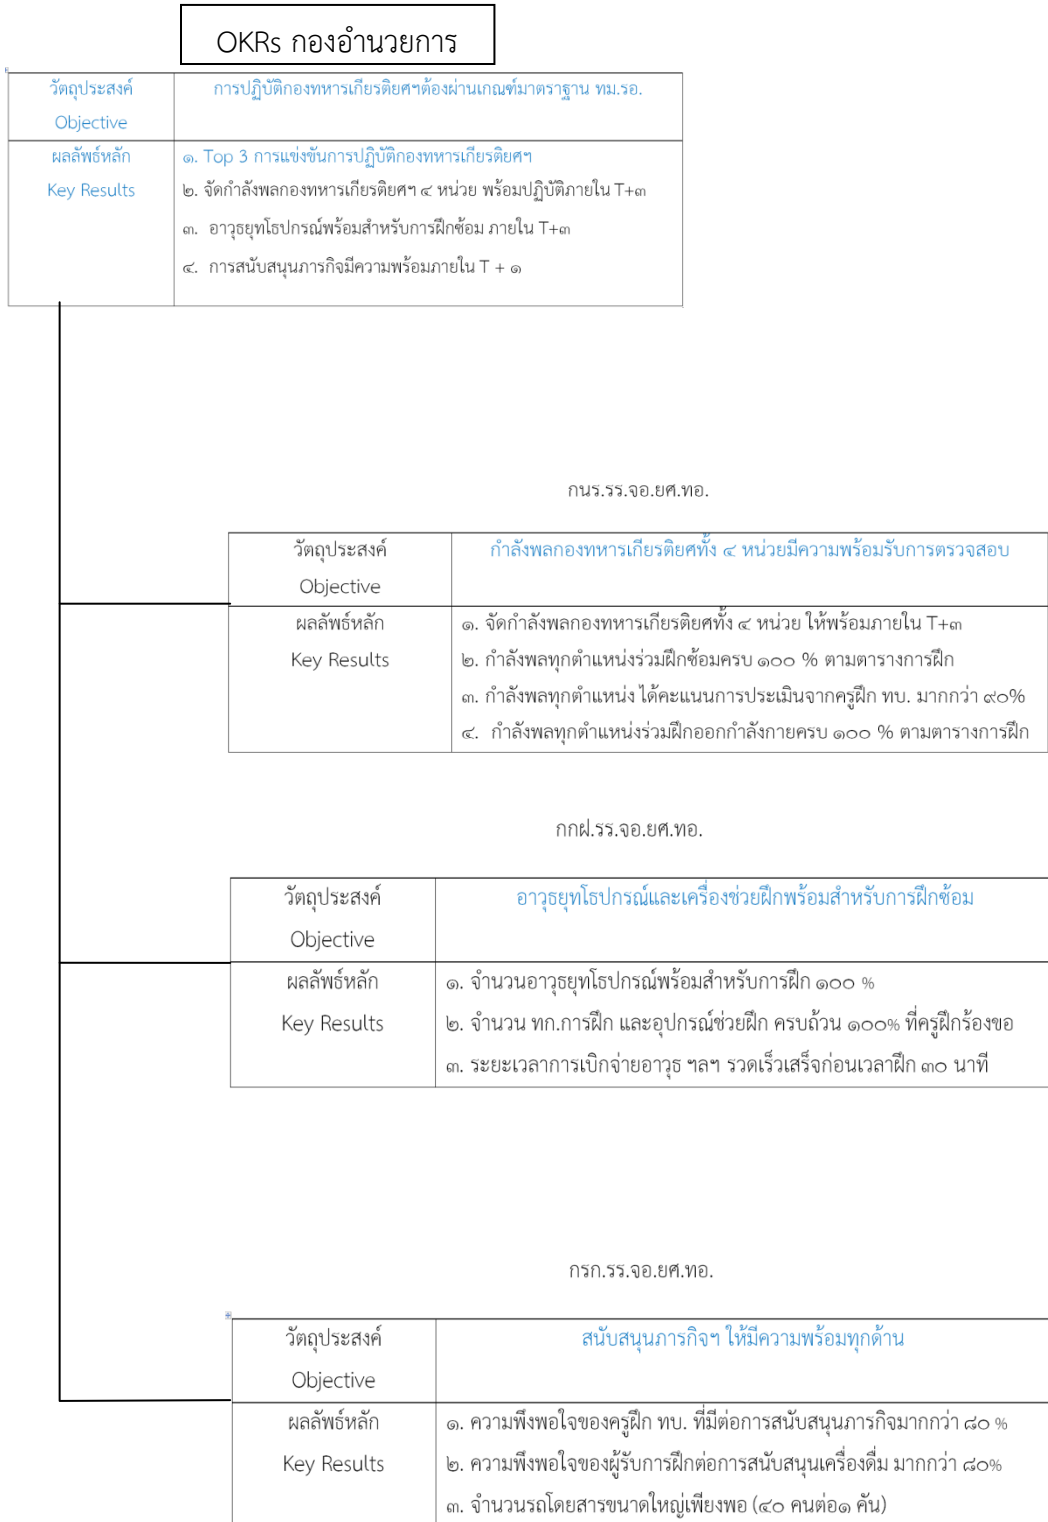 OKRs กองอำนวยการ
วัตถุประสงค์ การปฏิบัติกองทหารเกียรติยศฯต้องผ่านเกณฑ์มาตราฐาน ทม.รอ.
Objective
ผลลัพธ์หลัก ๑. Top 3 การแข่งขันการปฏิบัติกองทหารเกียรติยศฯ
Key Results ๒. จัดกำลังพลกองทหารเกียรติยศฯ ๔ หน่วย พร้อมปฏิบัติภายใน T+๓
๓. อาวุธยุทโธปกรณ์พร้อมสำหรับการฝึกซ้อม ภายใน T+๓
๔. การสนับสนุนภารกิจมีความพร้อมภายใน T + ๑
กนร.รร.จอ.ยศ.ทอ.
วัตถุประสงค์ กำลังพลกองทหารเกียรติยศทั้ง ๔ หน่วยมีความพร้อมรับการตรวจสอบ
Objective
ผลลัพธ์หลัก ๑. จัดกำลังพลกองทหารเกียรติยศทั้ง ๔ หน่วย ให้พร้อมภายใน T+๓
Key Results ๒. กำลังพลทุกตำแหน่งร่วมฝึกซ้อมครบ ๑๐๐ % ตามตารางการฝึก
๓. กำลังพลทุกตำแหน่ง ได้คะแนนการประเมินจากครูฝึก ทบ. มากกว่า ๙๐%
๔. กำลังพลทุกตำแหน่งร่วมฝึกออกกำลังกายครบ ๑๐๐ % ตามตารางการฝึก
กกฝ.รร.จอ.ยศ.ทอ.
วัตถุประสงค์ อาวุธยุทโธปกรณ์และเครื่องช่วยฝึกพร้อมสำหรับการฝึกซ้อม
Objective
ผลลัพธ์หลัก ๑. จำนวนอาวุธยุทโธปกรณ์พร้อมสำหรับการฝึก ๑๐๐ %
Key Results ๒. จำนวน ทก.การฝึก และอุปกรณ์ช่วยฝึก ครบถ้วน ๑๐๐% ที่ครูฝึกร้องขอ
๓. ระยะเวลาการเบิกจ่ายอาวุธ ฯลฯ รวดเร็วเสร็จก่อนเวลาฝึก ๓๐ นาที
กรก.รร.จอ.ยศ.ทอ.
วัตถุประสงค์ สนับสนุนภารกิจฯ ให้มีความพร้อมทุกด้าน
Objective
ผลลัพธ์หลัก ๑. ความพึงพอใจของครูฝึก ทบ. ที่มีต่อการสนับสนุนภารกิจมากกว่า ๘๐ %
Key Results ๒. ความพึงพอใจของผู้รับการฝึกต่อการสนับสนุนเครื่องดื่ม มากกว่า ๘๐%
๓. จำนวนรถโดยสารขนาดใหญ่เพียงพอ (๔๐ คนต่อ๑ คัน)